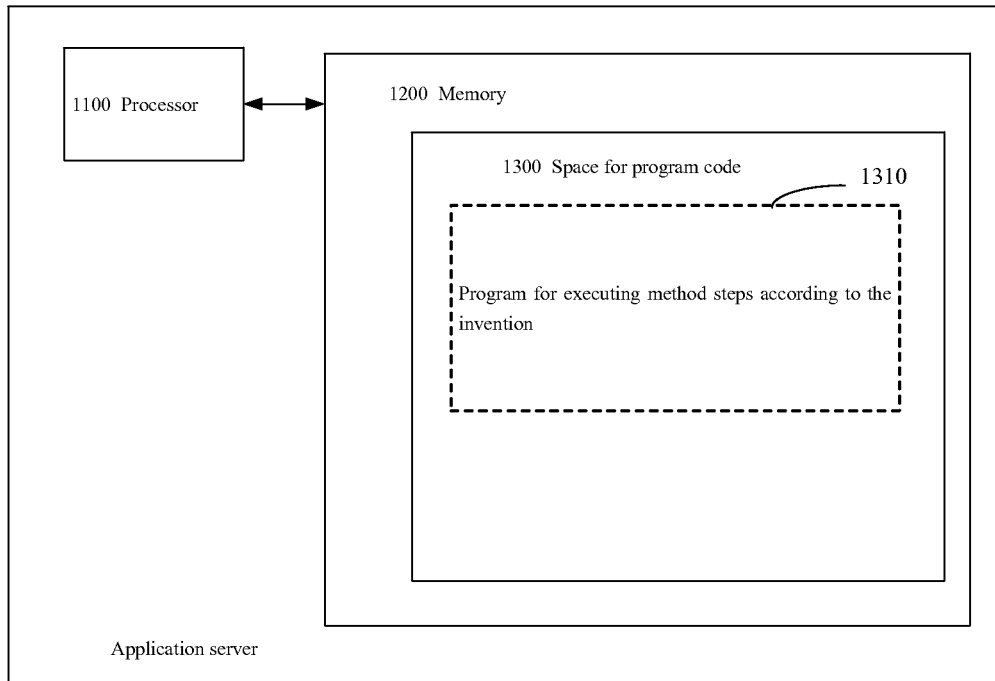 1100 Processor
1200 Memory
1300 Space for program code
1310
Program for executing method steps according to the
invention
Application server